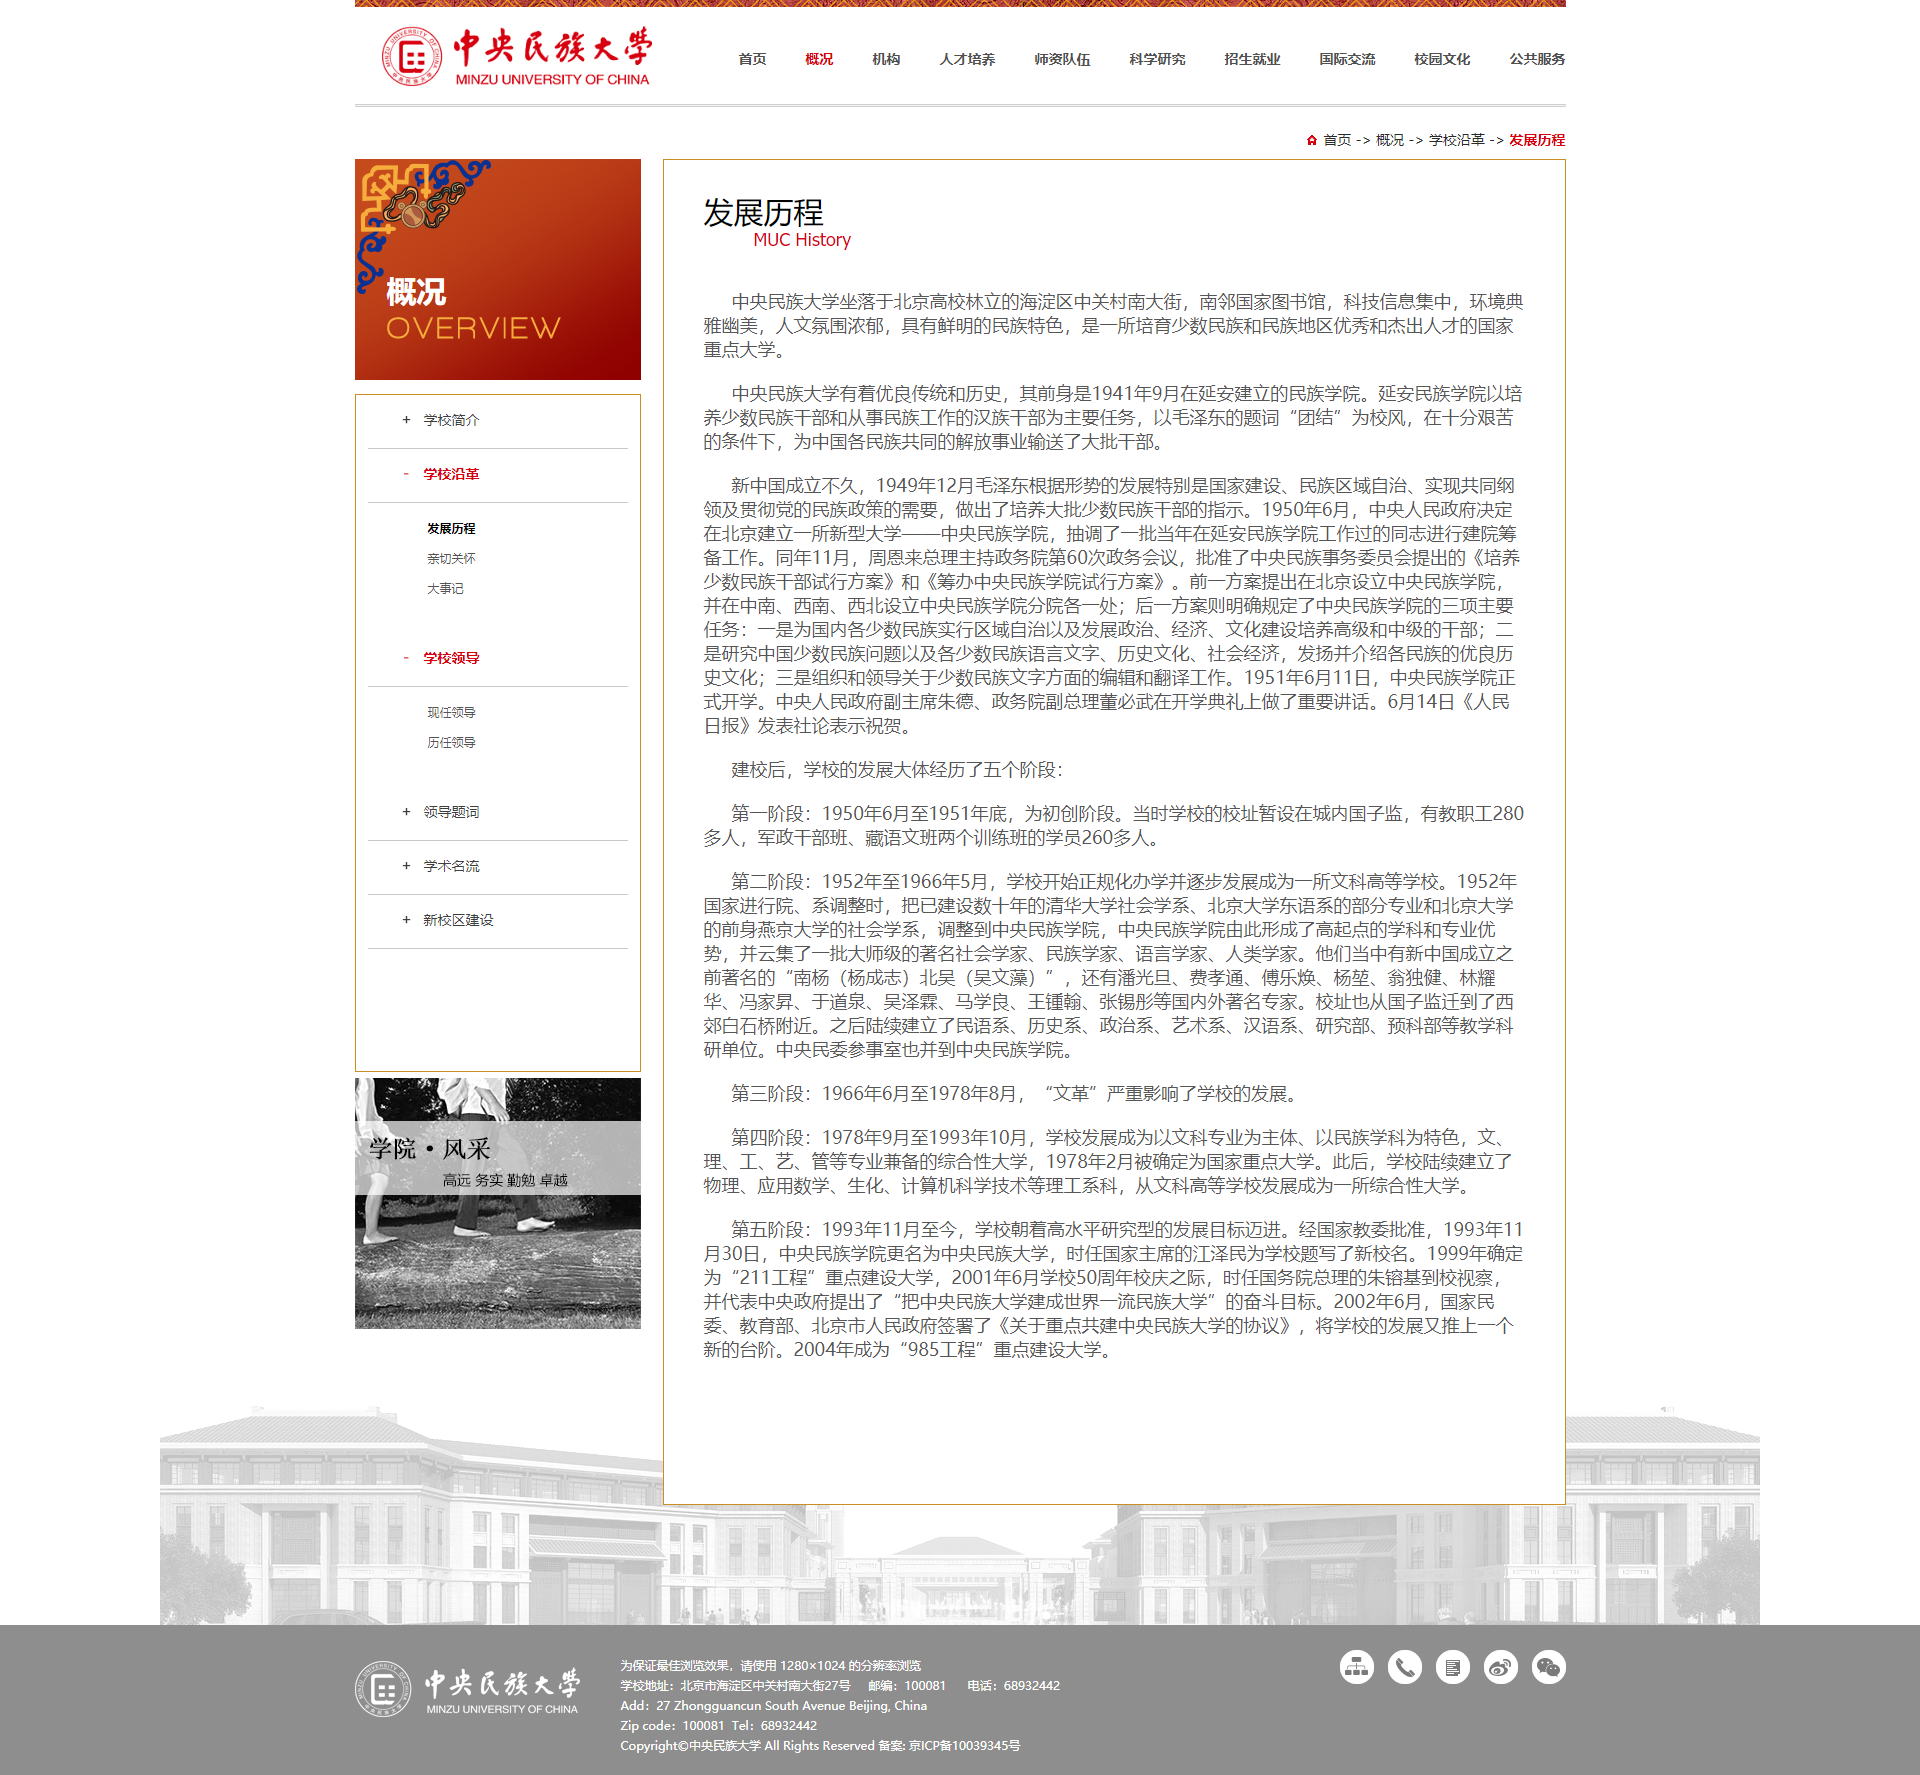 中央民族大学
MINZU UNIVERSITY OF CHINA
首页 概况 机构 人才培养 师资队伍 科学研究 招生就业 国际交流 校园文化 公共服务
首页 -> 概况 -> 学校沿革 -> 发展历程
概况
OVERVIEW
+ 学校简介
- 学校沿革
发展历程
亲切关怀
大事记
- 学校领导
现任领导
历任领导
+ 领导题词
+ 学术名流
+ 新校区建设
学院·风采
高远 务实 勤勉 卓越
发展历程
MUC History
中央民族大学坐落于北京高校林立的海淀区中关村南大街，南邻国家图书馆，科技信息集中，环境典
雅幽美，人文氛围浓郁，具有鲜明的民族特色，是一所培育少数民族和民族地区优秀和杰出人才的国家
重点大学。
中央民族大学有着优良传统和历史，其前身是1941年9月在延安建立的民族学院。延安民族学院以培
养少数民族干部和从事民族工作的汉族干部为主要任务，以毛泽东的题词“团结”为校风，在十分艰苦
的条件下，为中国各民族共同的解放事业输送了大批干部。
新中国成立不久，1949年12月毛泽东根据形势的发展特别是国家建设、民族区域自治、实现共同纲
领及贯彻党的民族政策的需要，做出了培养大批少数民族干部的指示。1950年6月，中央人民政府决定
在北京建立一所新型大学——中央民族学院，抽调了一批当年在延安民族学院工作过的同志进行建院筹
备工作。同年11月，周恩来总理主持政务院第60次政务会议，批准了中央民族事务委员会提出的《培养
少数民族干部试行方案》和《筹办中央民族学院试行方案》。前一方案提出在北京设立中央民族学院，
并在中南、西南、西北设立中央民族学院分院各一处；后一方案则明确规定了中央民族学院的三项主要
任务：一是为国内各少数民族实行区域自治以及发展政治、经济、文化建设培养高级和中级的干部；二
是研究中国少数民族问题以及各少数民族语言文字、历史文化、社会经济，发扬并介绍各民族的优良历
史文化；三是组织和领导关于少数民族文字方面的编辑和翻译工作。1951年6月11日，中央民族学院正
式开学。中央人民政府副主席朱德、政务院副总理董必武在开学典礼上做了重要讲话。6月14日《人民
日报》发表社论表示祝贺。
建校后，学校的发展大体经历了五个阶段：
第一阶段：1950年6月至1951年底，为初创阶段。当时学校的校址暂设在城内国子监，有教职工280
多人，军政干部班、藏语文班两个训练班的学员260多人。
第二阶段：1952年至1966年5月，学校开始正规化办学并逐步发展成为一所文科高等学校。1952年
国家进行院、系调整时，把已建设数十年的清华大学社会学系、北京大学东语系的部分专业和北京大学
的前身燕京大学的社会学系，调整到中央民族学院，中央民族学院由此形成了高起点的学科和专业优
势，并云集了一批大师级的著名社会学家、民族学家、语言学家、人类学家。他们当中有新中国成立之
前著名的“南杨（杨成志）北吴（吴文藻）”，还有潘光旦、费孝通、傅乐焕、杨堃、翁独健、林耀
华、冯家昇、于道泉、吴泽霖、马学良、王锺翰、张锡彤等国内外著名专家。校址也从国子监迁到了西
郊白石桥附近。之后陆续建立了民语系、历史系、政治系、艺术系、汉语系、研究部、预科部等教学科
研单位。中央民委参事室也并到中央民族学院。
第三阶段：1966年6月至1978年8月，“文革”严重影响了学校的发展。
第四阶段：1978年9月至1993年10月，学校发展成为以文科专业为主体、以民族学科为特色，文、
理、工、艺、管等专业兼备的综合性大学，1978年2月被确定为国家重点大学。此后，学校陆续建立了
物理、应用数学、生化、计算机科学技术等理工系科，从文科高等学校发展成为一所综合性大学。
第五阶段：1993年11月至今，学校朝着高水平研究型的发展目标迈进。经国家教委批准，1993年11
月30日，中央民族学院更名为中央民族大学，时任国家主席的江泽民为学校题写了新校名。1999年确定
为“211工程”重点建设大学，2001年6月学校50周年校庆之际，时任国务院总理的朱镕基到校视察，
并代表中央政府提出了“把中央民族大学建成世界一流民族大学”的奋斗目标。2002年6月，国家民
委、教育部、北京市人民政府签署了《关于重点共建中央民族大学的协议》，将学校的发展又推上一个
新的台阶。2004年成为“985工程”重点建设大学。
中央民族大学
MINZU UNIVERSITY OF CHINA
为保证最佳浏览效果，请使用 1280×1024 的分辨率浏览
学校地址：北京市海淀区中关村南大街27号 邮编：100081 电话：68932442
Add：27 Zhongguancun South Avenue Beijing, China
Zip code：100081 Tel：68932442
Copyright©中央民族大学 All Rights Reserved 备案: 京ICP备10039345号